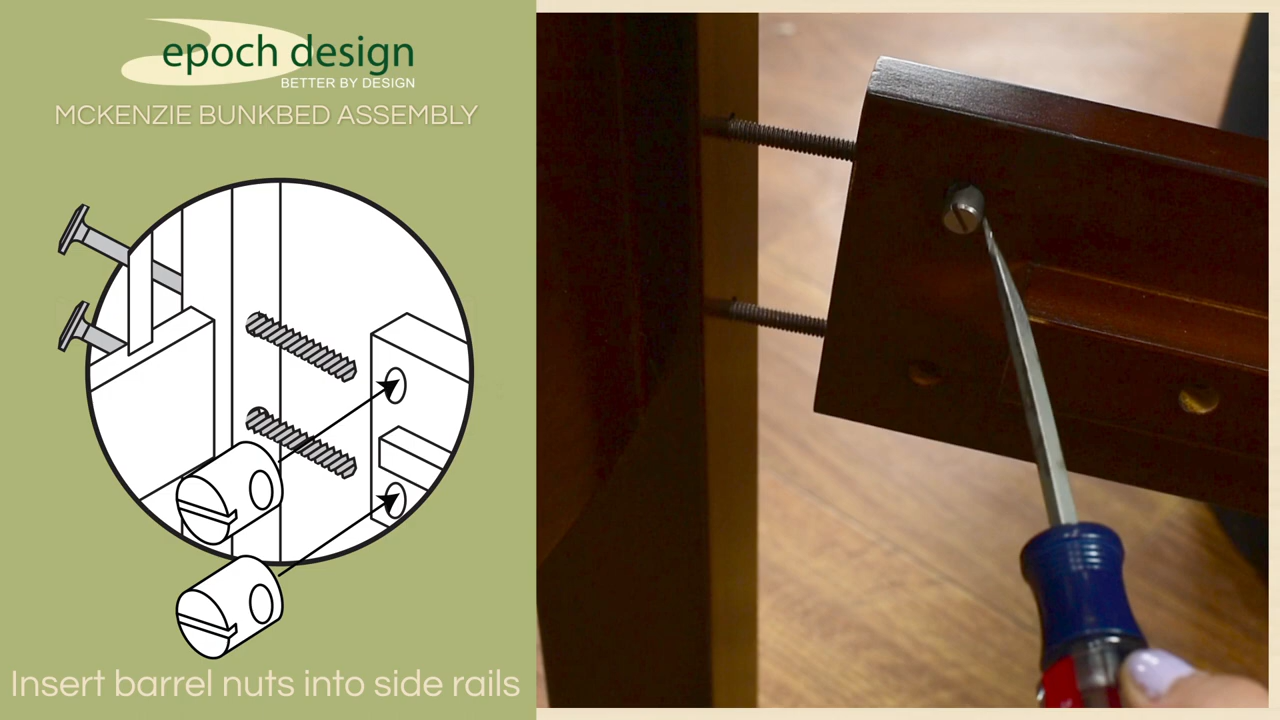 epoch design
BETTER BY DESIGN
MCKENZIE BUNKBED ASSEMBLY
Insert barrel nuts into side rails